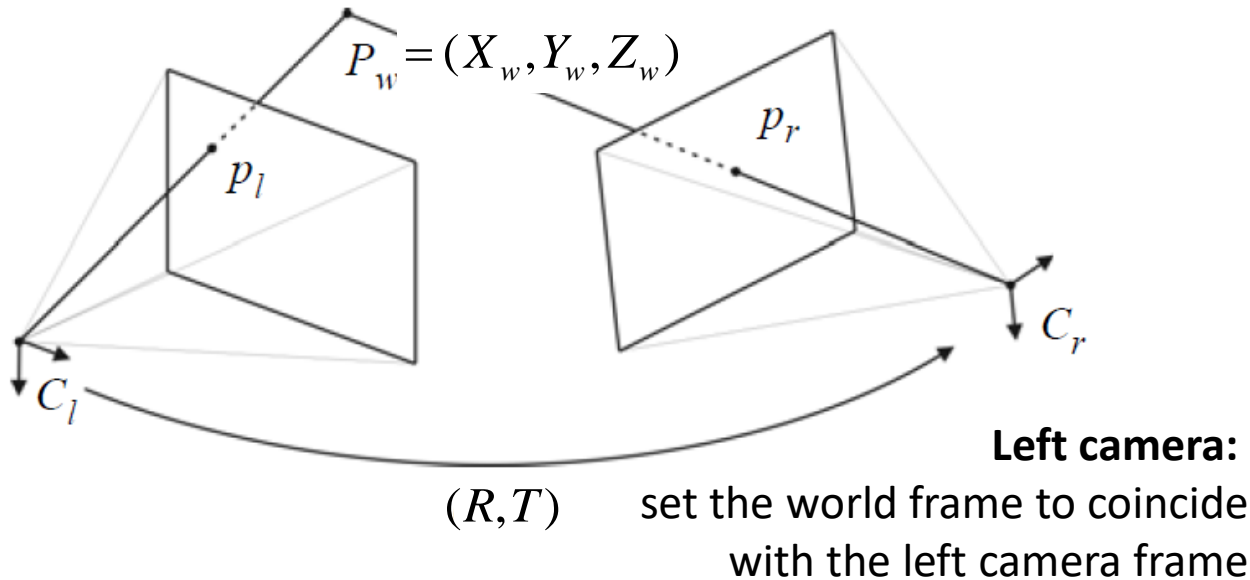 P_w = (X_w, Y_w, Z_w)
p_l
p_r
C_l
C_r
(R,T)
Left camera:
set the world frame to coincide
with the left camera frame